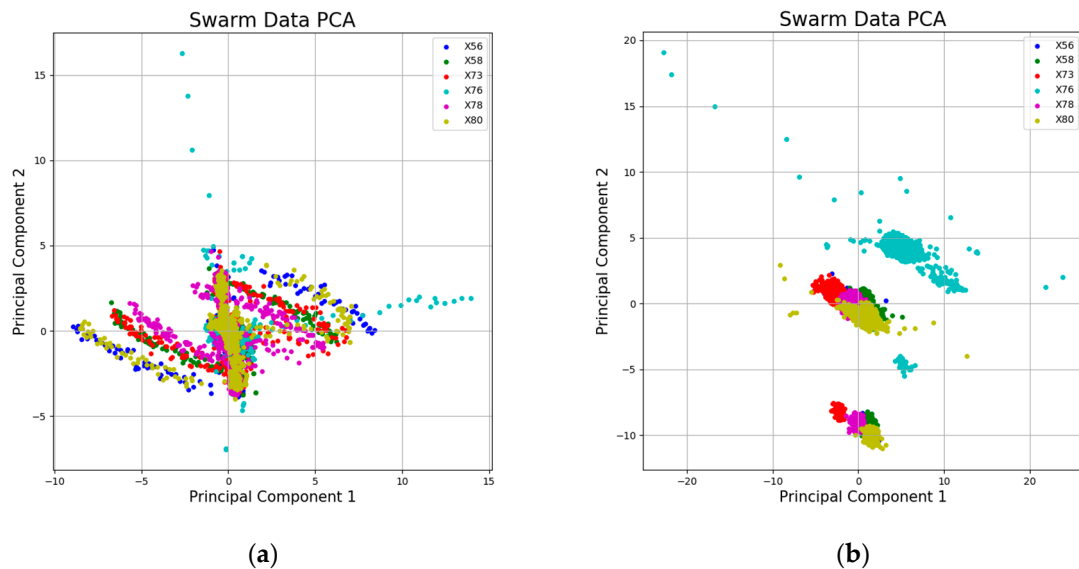 Swarm Data PCA
15
10
5
0
−5
Principal Component 2
−10 −5 0 5 10 15
Principal Component 1
X56
X58
X73
X76
X78
X80
(a)
Swarm Data PCA
20
15
10
5
0
−5
−10
Principal Component 2
−20 −10 0 10 20
Principal Component 1
X56
X58
X73
X76
X78
X80
(b)